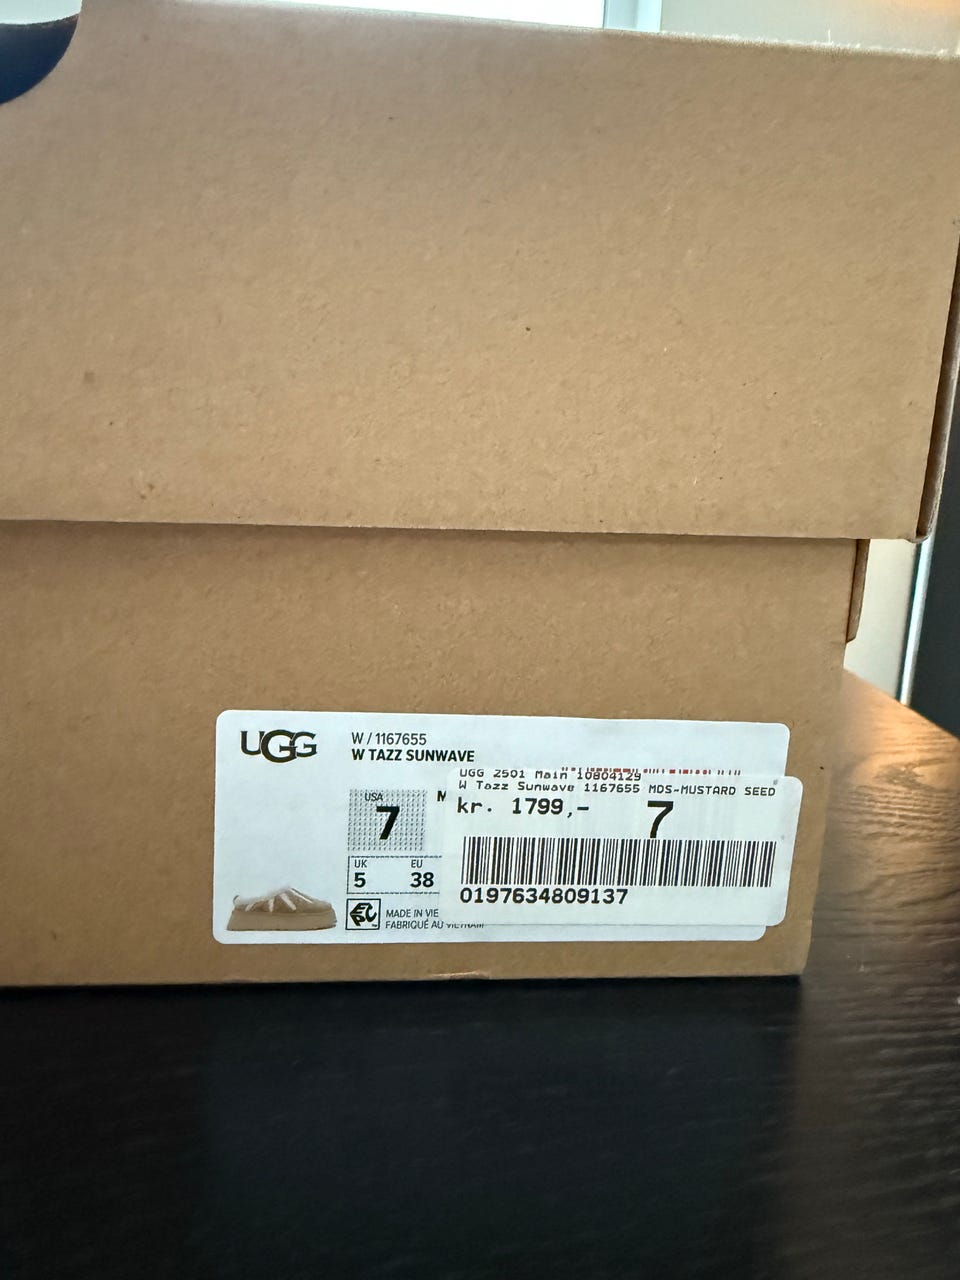 UGG
W / 1167655
W TAZZ SUNWAVE
USA
7
M
UK
5
EU
38
MADE IN VIE
FABRIQUÉ AU VIETNAM
UGG 2501 Main 10804129
W Tazz Sunwave 1167655 MDS-MUSTARD SEED
kr. 1799,-
7
0197634809137